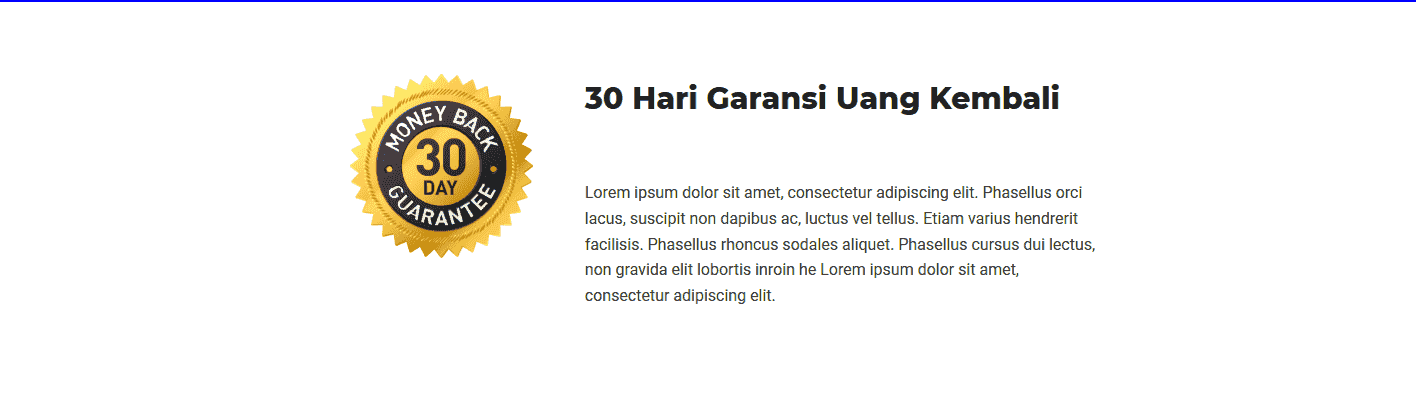 MONEY BACK
30
DAY
GUARANTEE
30 Hari Garansi Uang Kembali
Lorem ipsum dolor sit amet, consectetur adipiscing elit. Phasellus orci
lacus, suscipit non dapibus ac, luctus vel tellus. Etiam varius hendrerit
facilisis. Phasellus rhoncus sodales aliquet. Phasellus cursus dui lectus,
non gravida elit lobortis inroin he Lorem ipsum dolor sit amet,
consectetur adipiscing elit.